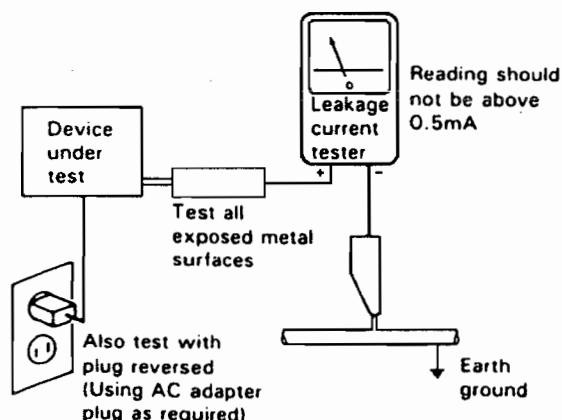 Reading should
not be above
0.5mA
0
Leakage
current
tester
+
-
Device
under
test
Test all
exposed metal
surfaces
Also test with
plug reversed
(Using AC adapter
plug as required)
Earth
ground